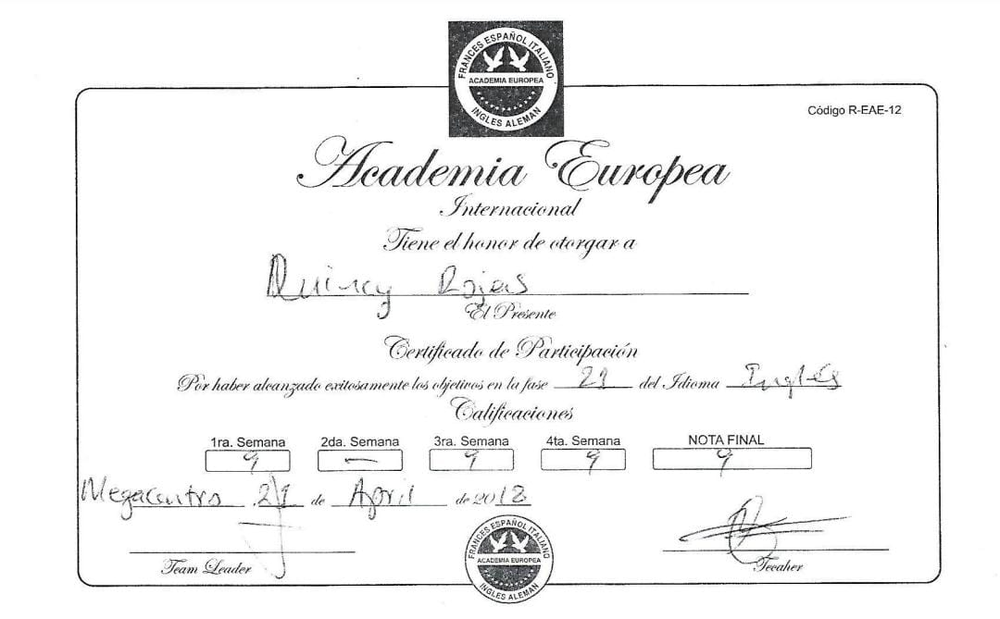 FRANCES ESPAÑOL ITALIANO
ACADEMIA EUROPEA
INGLES ALEMAN
Código R-EAE-12
Academia Europea
Internacional
Tiene el honor de otorgar a
Quincy Rojas
El Presente
Certificado de Participación
Por haber alcanzado exitosamente los objetivos en la fase 21 del Idioma Inglés
Calificaciones
1ra. Semana 2da. Semana 3ra. Semana 4ta. Semana NOTA FINAL
9 — 9 9 9
Megacentro 21 de April de 2018
Team Leader Tecaher
FRANCES ESPAÑOL ITALIANO
ACADEMIA EUROPEA
INGLES ALEMAN